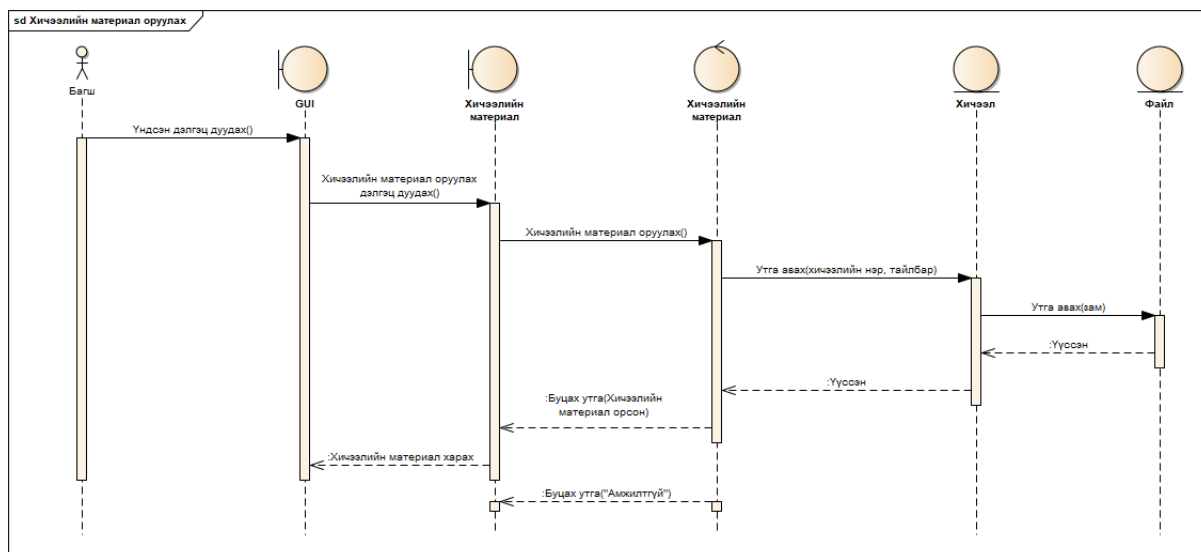 sd Хичээлийн материал оруулах
Багш
GUI
Хичээлийн
материал
Хичээлийн
материал
Хичээл
Файл
Үндсэн дэлгэц дуудах()
Хичээлийн материал оруулах
дэлгэц дуудах()
Хичээлийн материал оруулах()
Утга авах(хичээлийн нэр, тайлбар)
Утга авах(зам)
:Үүссэн
:Үүссэн
:Буцах утга(Хичээлийн
материал орсон)
:Хичээлийн материал харах
:Буцах утга("Амжилтгүй")